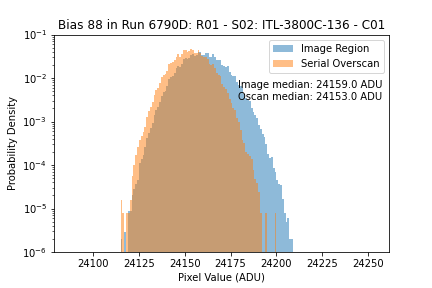 Bias 88 in Run 6790D: R01 - S02: ITL-3800C-136 - C01
Image Region
Serial Overscan
Image median: 24159.0 ADU
Oscan median: 24153.0 ADU
Probability Density
10⁻¹
10⁻²
10⁻³
10⁻⁴
10⁻⁵
10⁻⁶
24100 24125 24150 24175 24200 24225 24250
Pixel Value (ADU)